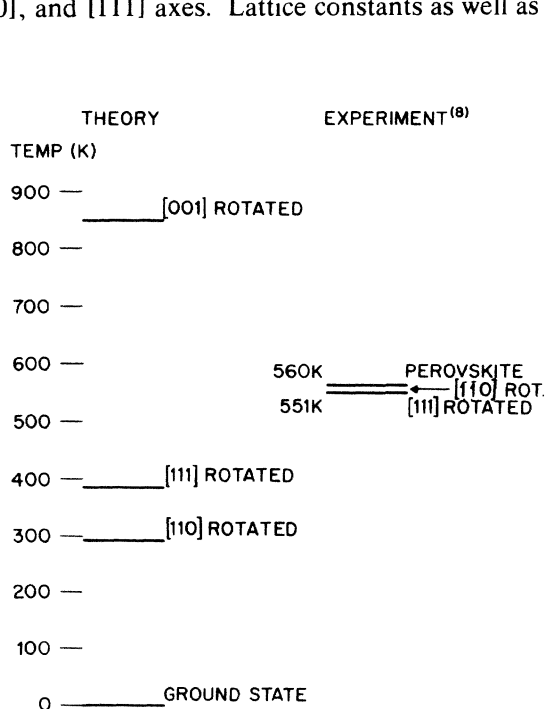 0], and [111] axes. Lattice constants as well as
THEORY EXPERIMENT(8)
TEMP (K)
900
[001] ROTATED
800
700
600
560K PEROVSKITE
[110] ROT.
551K [111] ROTATED
500
400
[111] ROTATED
300
[110] ROTATED
200
100
GROUND STATE
0